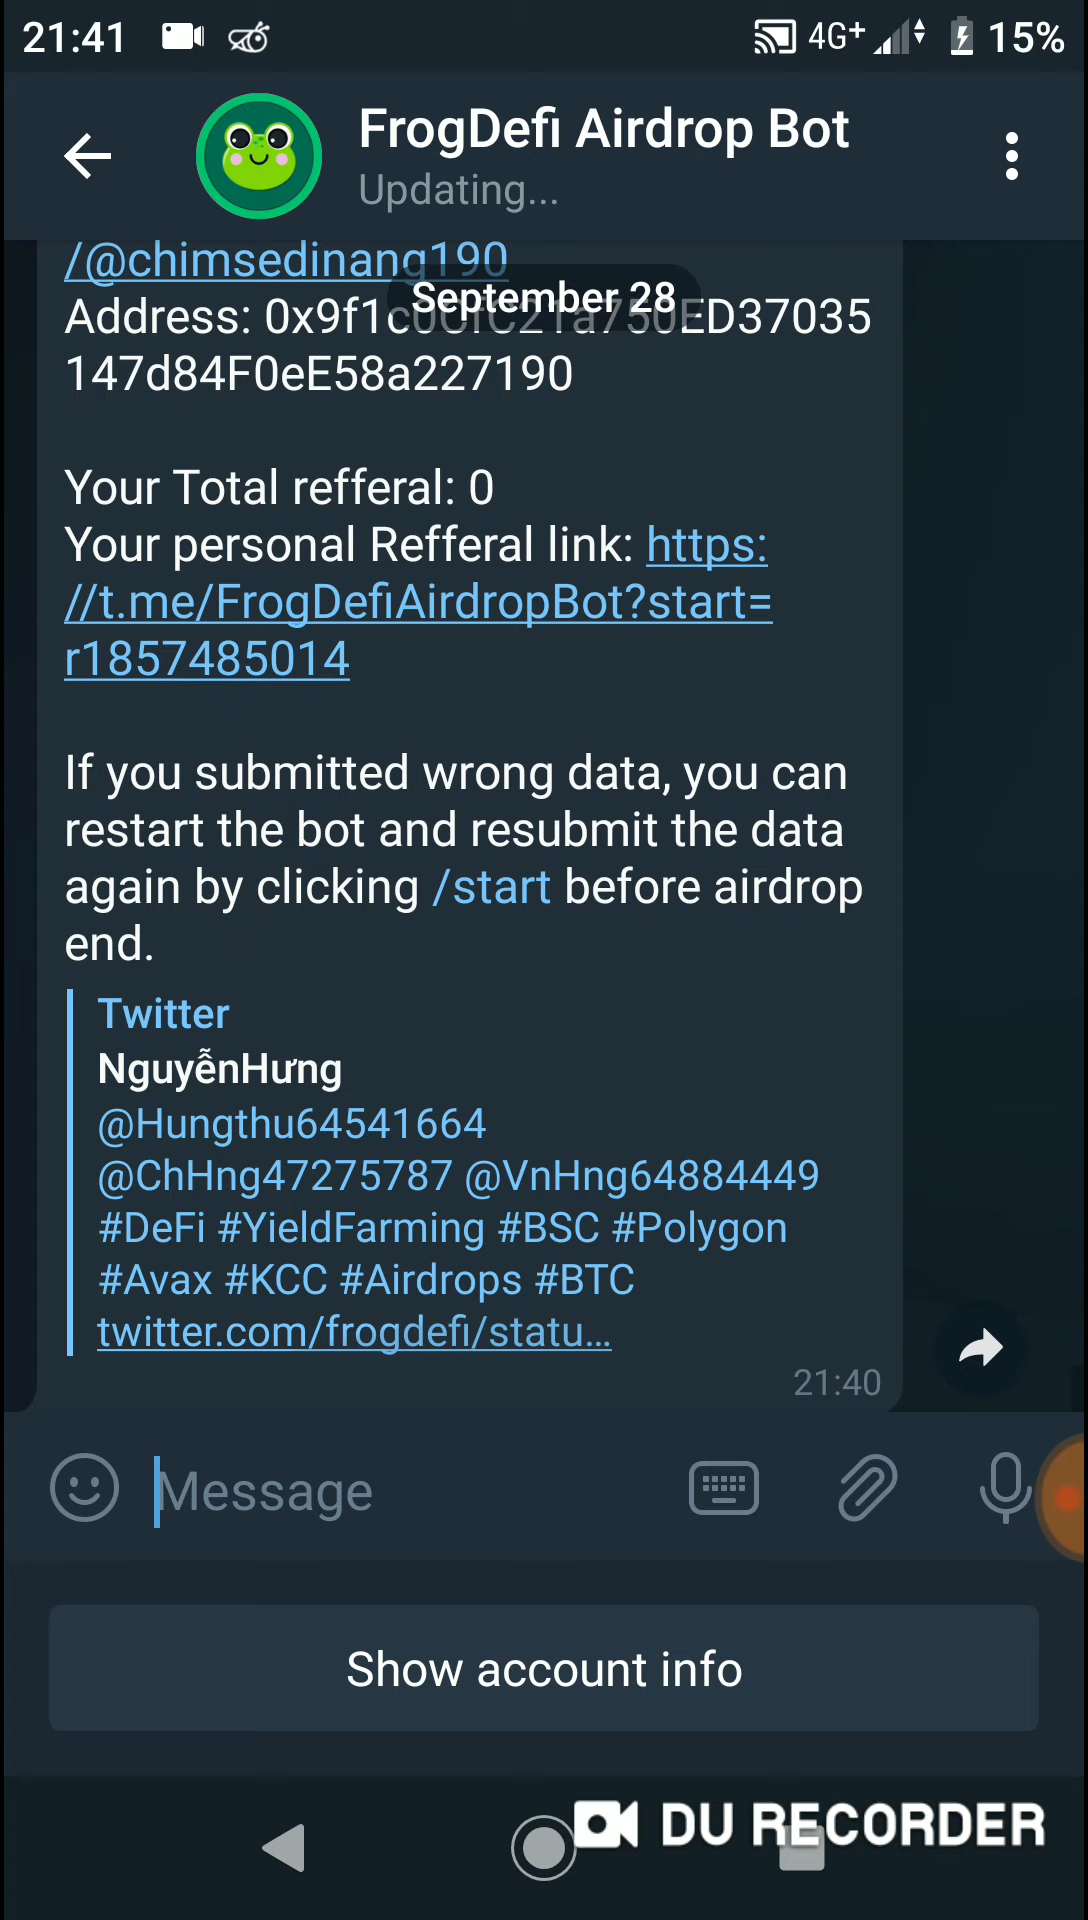 21:41
4G+
15%
FrogDefi Airdrop Bot
Updating...
/@chimsedinang190
September 28
Address: 0x9f1c0CfC21a750ED37035
147d84F0eE58a227190
Your Total refferal: 0
Your personal Refferal link: https:
//t.me/FrogDefiAirdropBot?start=
r1857485014
If you submitted wrong data, you can
restart the bot and resubmit the data
again by clicking /start before airdrop
end.
Twitter
NguyễnHưng
@Hungthu64541664
@ChHng47275787 @VnHng64884449
#DeFi #YieldFarming #BSC #Polygon
#Avax #KCC #Airdrops #BTC
twitter.com/frogdefi/statu...
21:40
Message
Show account info
DU RECORDER